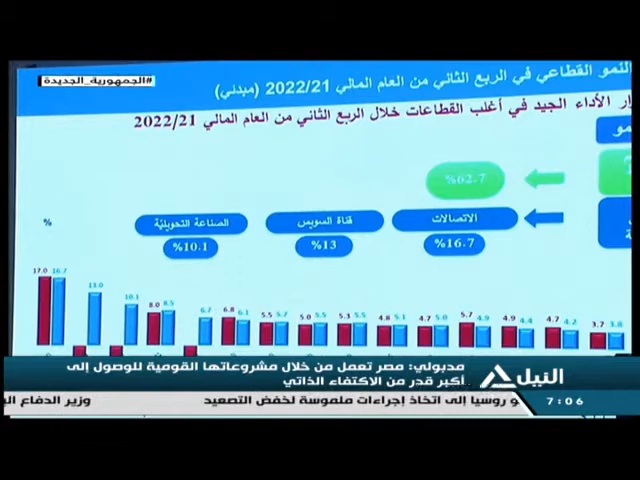 #الجمهورية_الجديدة
النمو القطاعي في الربع الثاني من العام المالي 2022/21 (مبدئي)
الأداء الجيد في أغلب القطاعات خلال الربع الثاني من العام المالي 2022/21
%62.7
الاتصالات
قناة السويس
الصناعة التحويلية
%
%16.7
%13
%10.1
17.0 16.7 13.0 10.1 8.0 8.5 6.7 6.8 6.1 5.5 5.7 5.0 5.5 5.3 5.5 4.8 5.1 4.7 5.0 5.7 4.9 4.9 4.4 4.7 4.2 3.7 3.8
النيل
مدبولي: مصر تعمل من خلال مشروعاتها القومية للوصول إلى
أكبر قدر من الاكتفاء الذاتي
7:06
روسيا إلى اتخاذ إجراءات ملموسة لخفض التصعيد
وزير الدفاع